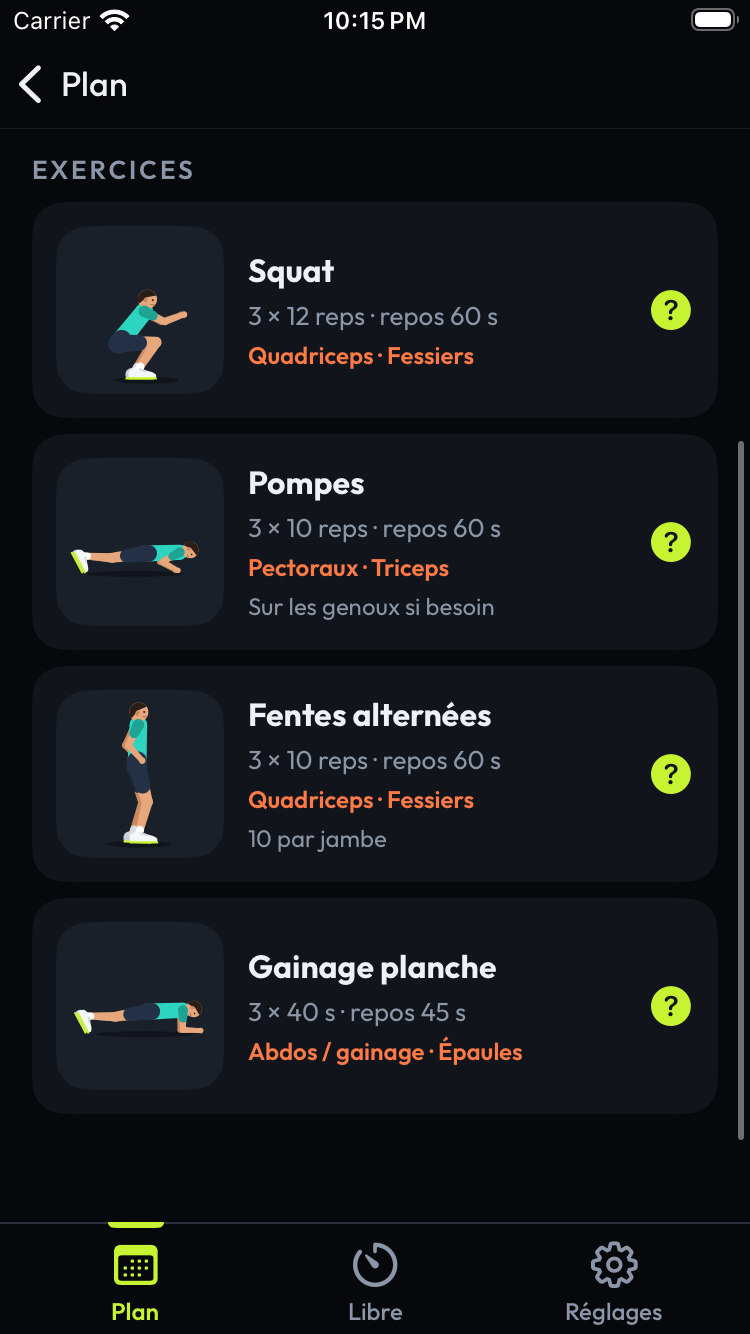 Carrier 10:15 PM
Plan
EXERCICES
Squat
3 × 12 reps · repos 60 s
Quadriceps · Fessiers
?
Pompes
3 × 10 reps · repos 60 s
Pectoraux · Triceps
Sur les genoux si besoin
?
Fentes alternées
3 × 10 reps · repos 60 s
Quadriceps · Fessiers
10 par jambe
?
Gainage planche
3 × 40 s · repos 45 s
Abdos / gainage · Épaules
?
Plan Libre Réglages